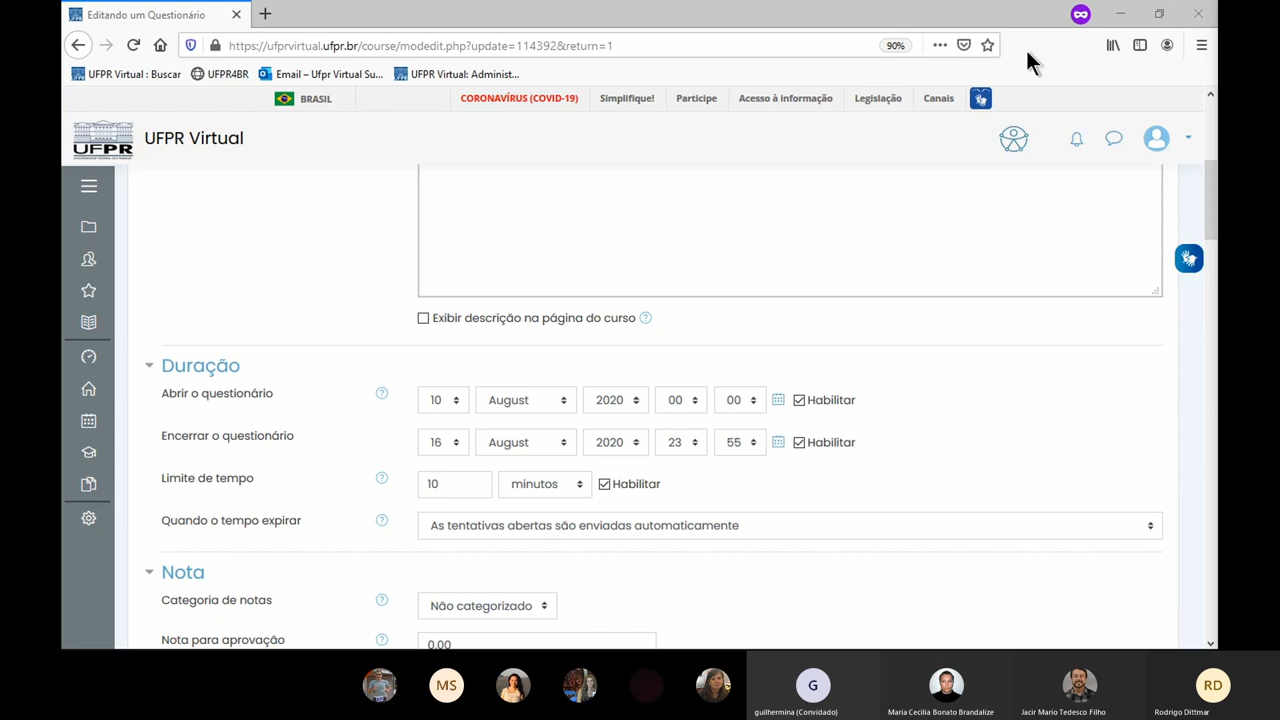 Editando um Questionário
https://ufprvirtual.ufpr.br/course/modedit.php?update=114392&return=1
90%
UFPR Virtual : Buscar
UFPR4BR
Email – Ufpr Virtual Su...
UFPR Virtual: Administ...
BRASIL
CORONAVÍRUS (COVID-19)
Simplifique!
Participe
Acesso à informação
Legislação
Canais
UFPR
UFPR Virtual
Exibir descrição na página do curso
Duração
Abrir o questionário
10 August 2020 00 00 Habilitar
Encerrar o questionário
16 August 2020 23 55 Habilitar
Limite de tempo
10 minutos Habilitar
Quando o tempo expirar
As tentativas abertas são enviadas automaticamente
Nota
Categoria de notas
Não categorizado
Nota para aprovação
0,00
MS
G
RD
guilhermina (Convidado)
Maria Cecilia Bonato Brandalize
Jacir Mario Tedesco Filho
Rodrigo Dittmar